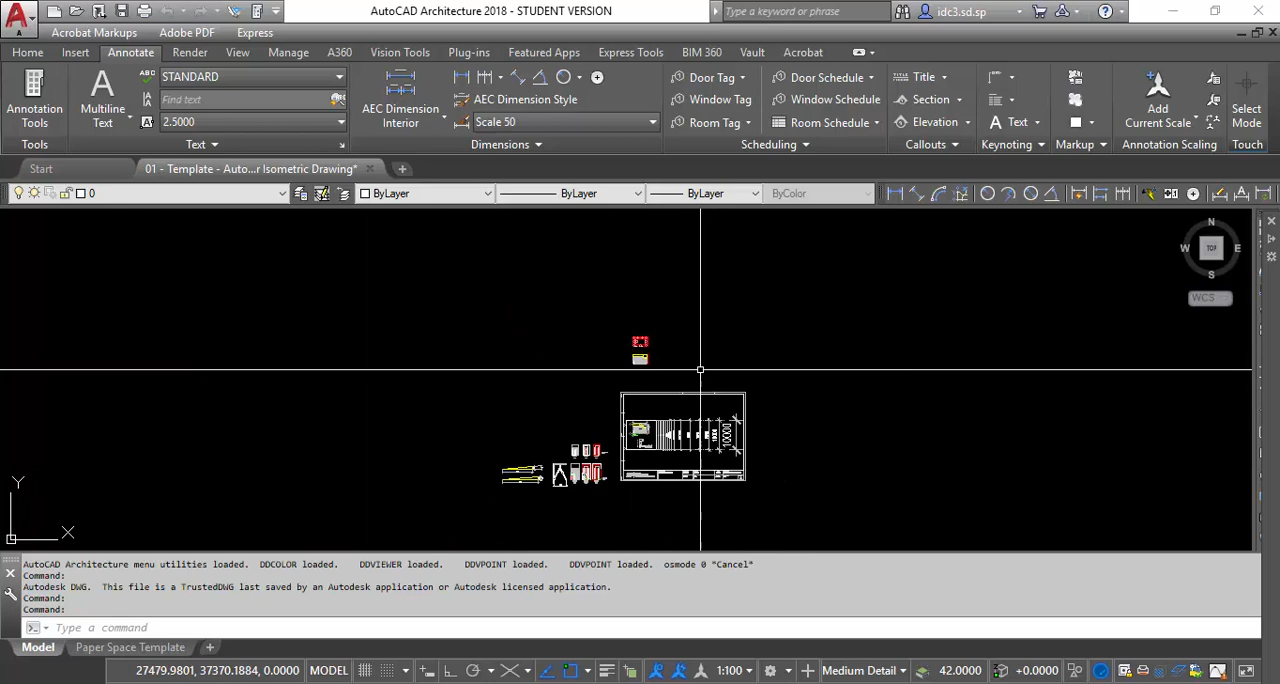 AutoCAD Architecture 2018 - STUDENT VERSION
Type a keyword or phrase
idc3.sd.sp
A
Acrobat Markups Adobe PDF Express
Home Insert Annotate Render View Manage A360 Vision Tools Plug-ins Featured Apps Express Tools BIM 360 Vault Acrobat
Annotation Tools
Multiline Text
ABC STANDARD
Find text
2.5000
AEC Dimension Interior
AEC Dimension Style
Scale 50
Door Tag Door Schedule Title
Window Tag Window Schedule Section Text
Room Tag Room Schedule Elevation
Add Current Scale
Select Mode
Tools Text Dimensions Scheduling Callouts Keynoting Markup Annotation Scaling Touch
Start 01 - Template - Auto...r Isometric Drawing*
0 ByLayer ByLayer ByLayer ByColor
N
W TOP E
S
WCS
10000
Y
X
AutoCAD Architecture menu utilities loaded. DDCOLOR loaded. DDVIEWER loaded. DDVPOINT loaded. DDVPOINT loaded. osmode 0 "Cancel"
Command:
Autodesk DWG. This file is a TrustedDWG last saved by an Autodesk application or Autodesk licensed application.
Command:
Command:
Type a command
Model Paper Space Template
27479.9801, 37370.1884, 0.0000 MODEL 1:100 Medium Detail 42.0000 +0.0000